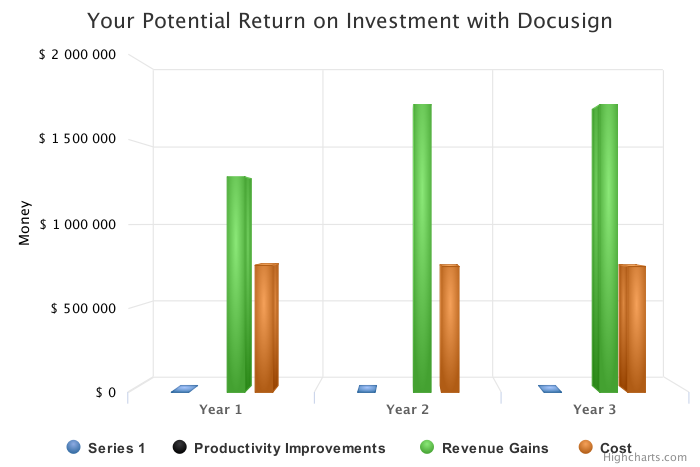 Your Potential Return on Investment with Docusign
$ 2 000 000
$ 1 500 000
$ 1 000 000
$ 500 000
$ 0
Money
Year 1
Year 2
Year 3
Series 1
Productivity Improvements
Revenue Gains
Cost
Highcharts.com